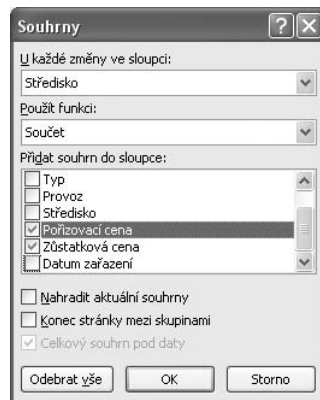 Souhrny
U každé změny ve sloupci:
Středisko
Použít funkci:
Součet
Přidat souhrn do sloupce:
Typ
Provoz
Středisko
Pořizovací cena
Zůstatková cena
Datum zařazení
Nahradit aktuální souhrny
Konec stránky mezi skupinami
Celkový souhrn pod daty
Odebrat vše OK Storno